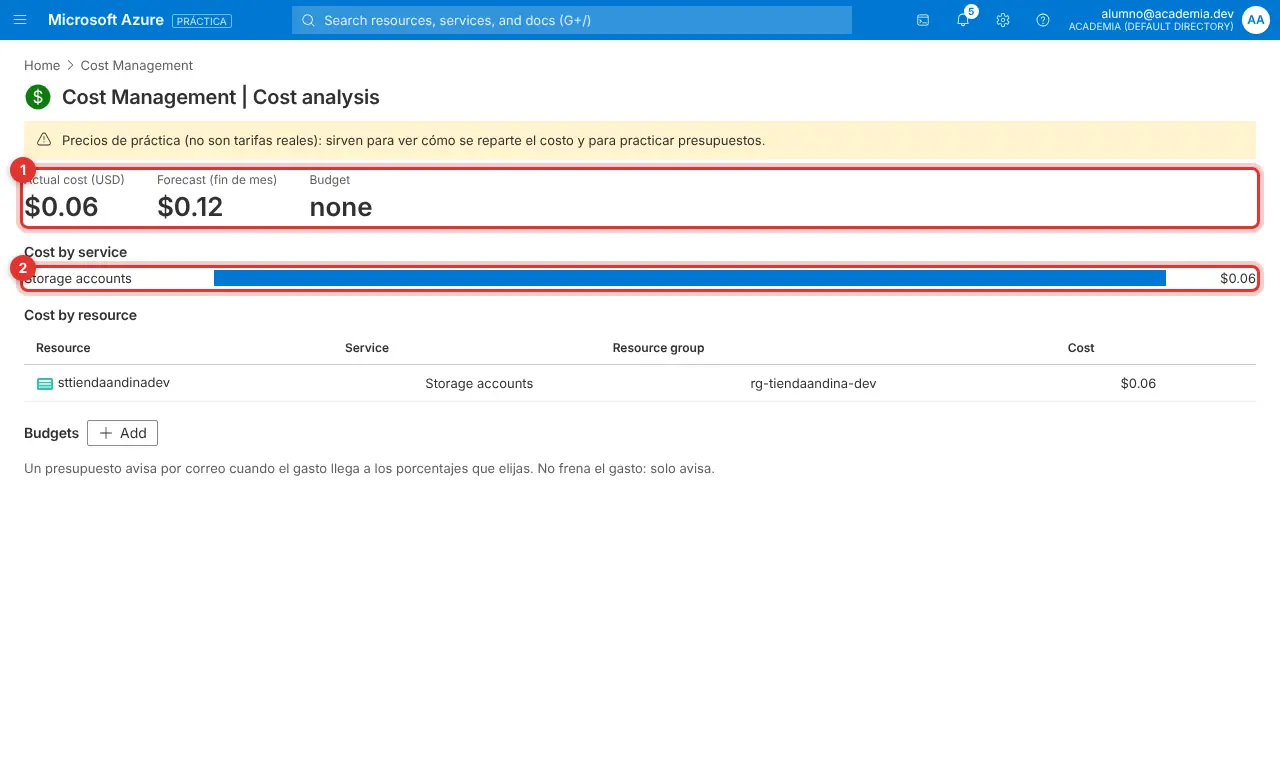 Microsoft Azure PRÁCTICA
Search resources, services, and docs (G+/)
5
alumno@academia.dev
ACADEMIA (DEFAULT DIRECTORY)
AA
Home > Cost Management
$ Cost Management | Cost analysis
Precios de práctica (no son tarifas reales): sirven para ver cómo se reparte el costo y para practicar presupuestos.
1
Actual cost (USD) Forecast (fin de mes) Budget
$0.06 $0.12 none
Cost by service
2
Storage accounts $0.06
Cost by resource
Resource Service Resource group Cost
sttiendaandinadev Storage accounts rg-tiendaandina-dev $0.06
Budgets + Add
Un presupuesto avisa por correo cuando el gasto llega a los porcentajes que elijas. No frena el gasto: solo avisa.